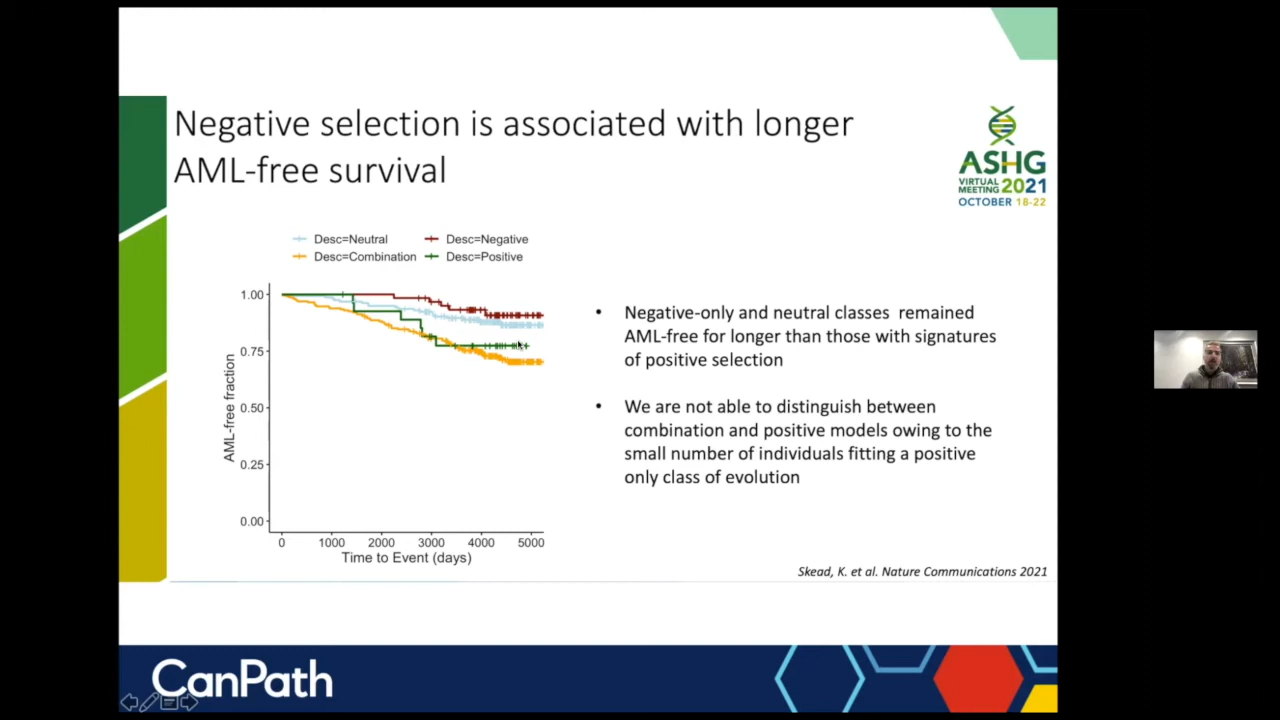 Negative selection is associated with longer
AML-free survival
ASHG
VIRTUAL
MEETING 2021
OCTOBER 18-22
Desc=Neutral Desc=Negative
Desc=Combination Desc=Positive
1.00
0.75
0.50
0.25
0.00
AML-free fraction
0 1000 2000 3000 4000 5000
Time to Event (days)
• Negative-only and neutral classes remained
AML-free for longer than those with signatures
of positive selection
• We are not able to distinguish between
combination and positive models owing to the
small number of individuals fitting a positive
only class of evolution
Skead, K. et al. Nature Communications 2021
CanPath